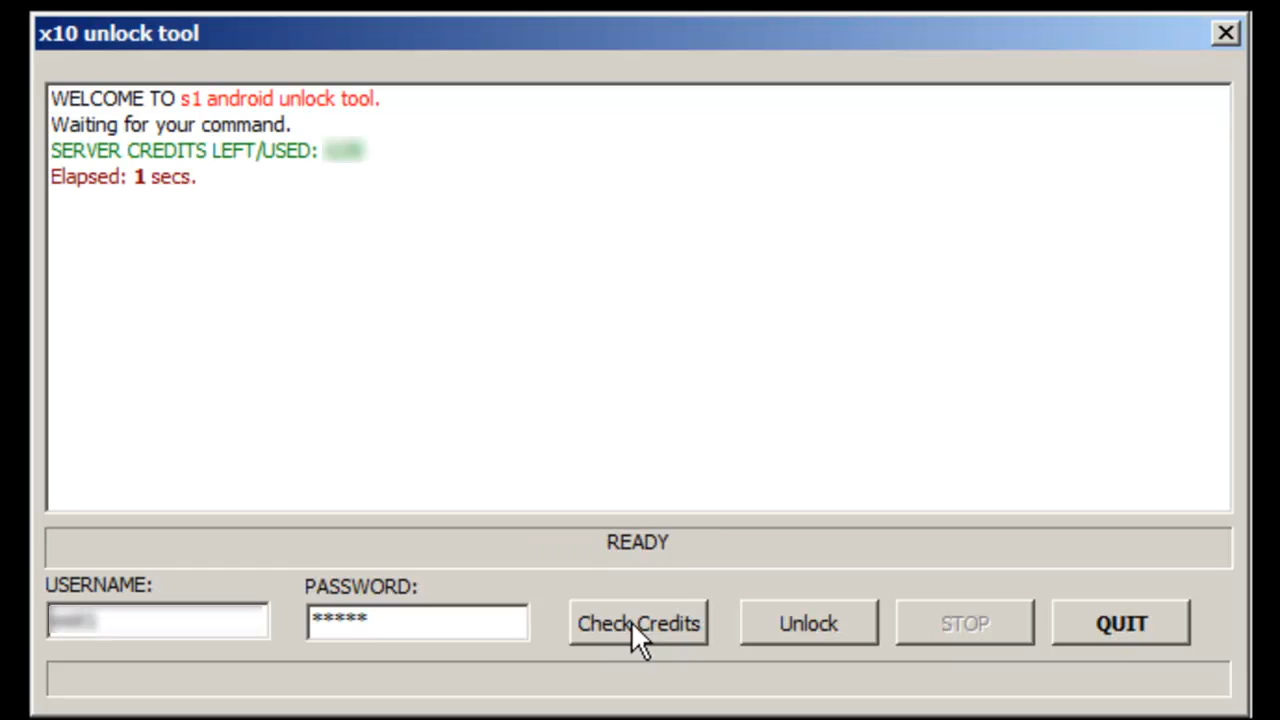 x10 unlock tool
WELCOME TO s1 android unlock tool.
Waiting for your command.
SERVER CREDITS LEFT/USED:
Elapsed: 1 secs.
READY
USERNAME: PASSWORD:
***** Check Credits Unlock STOP QUIT